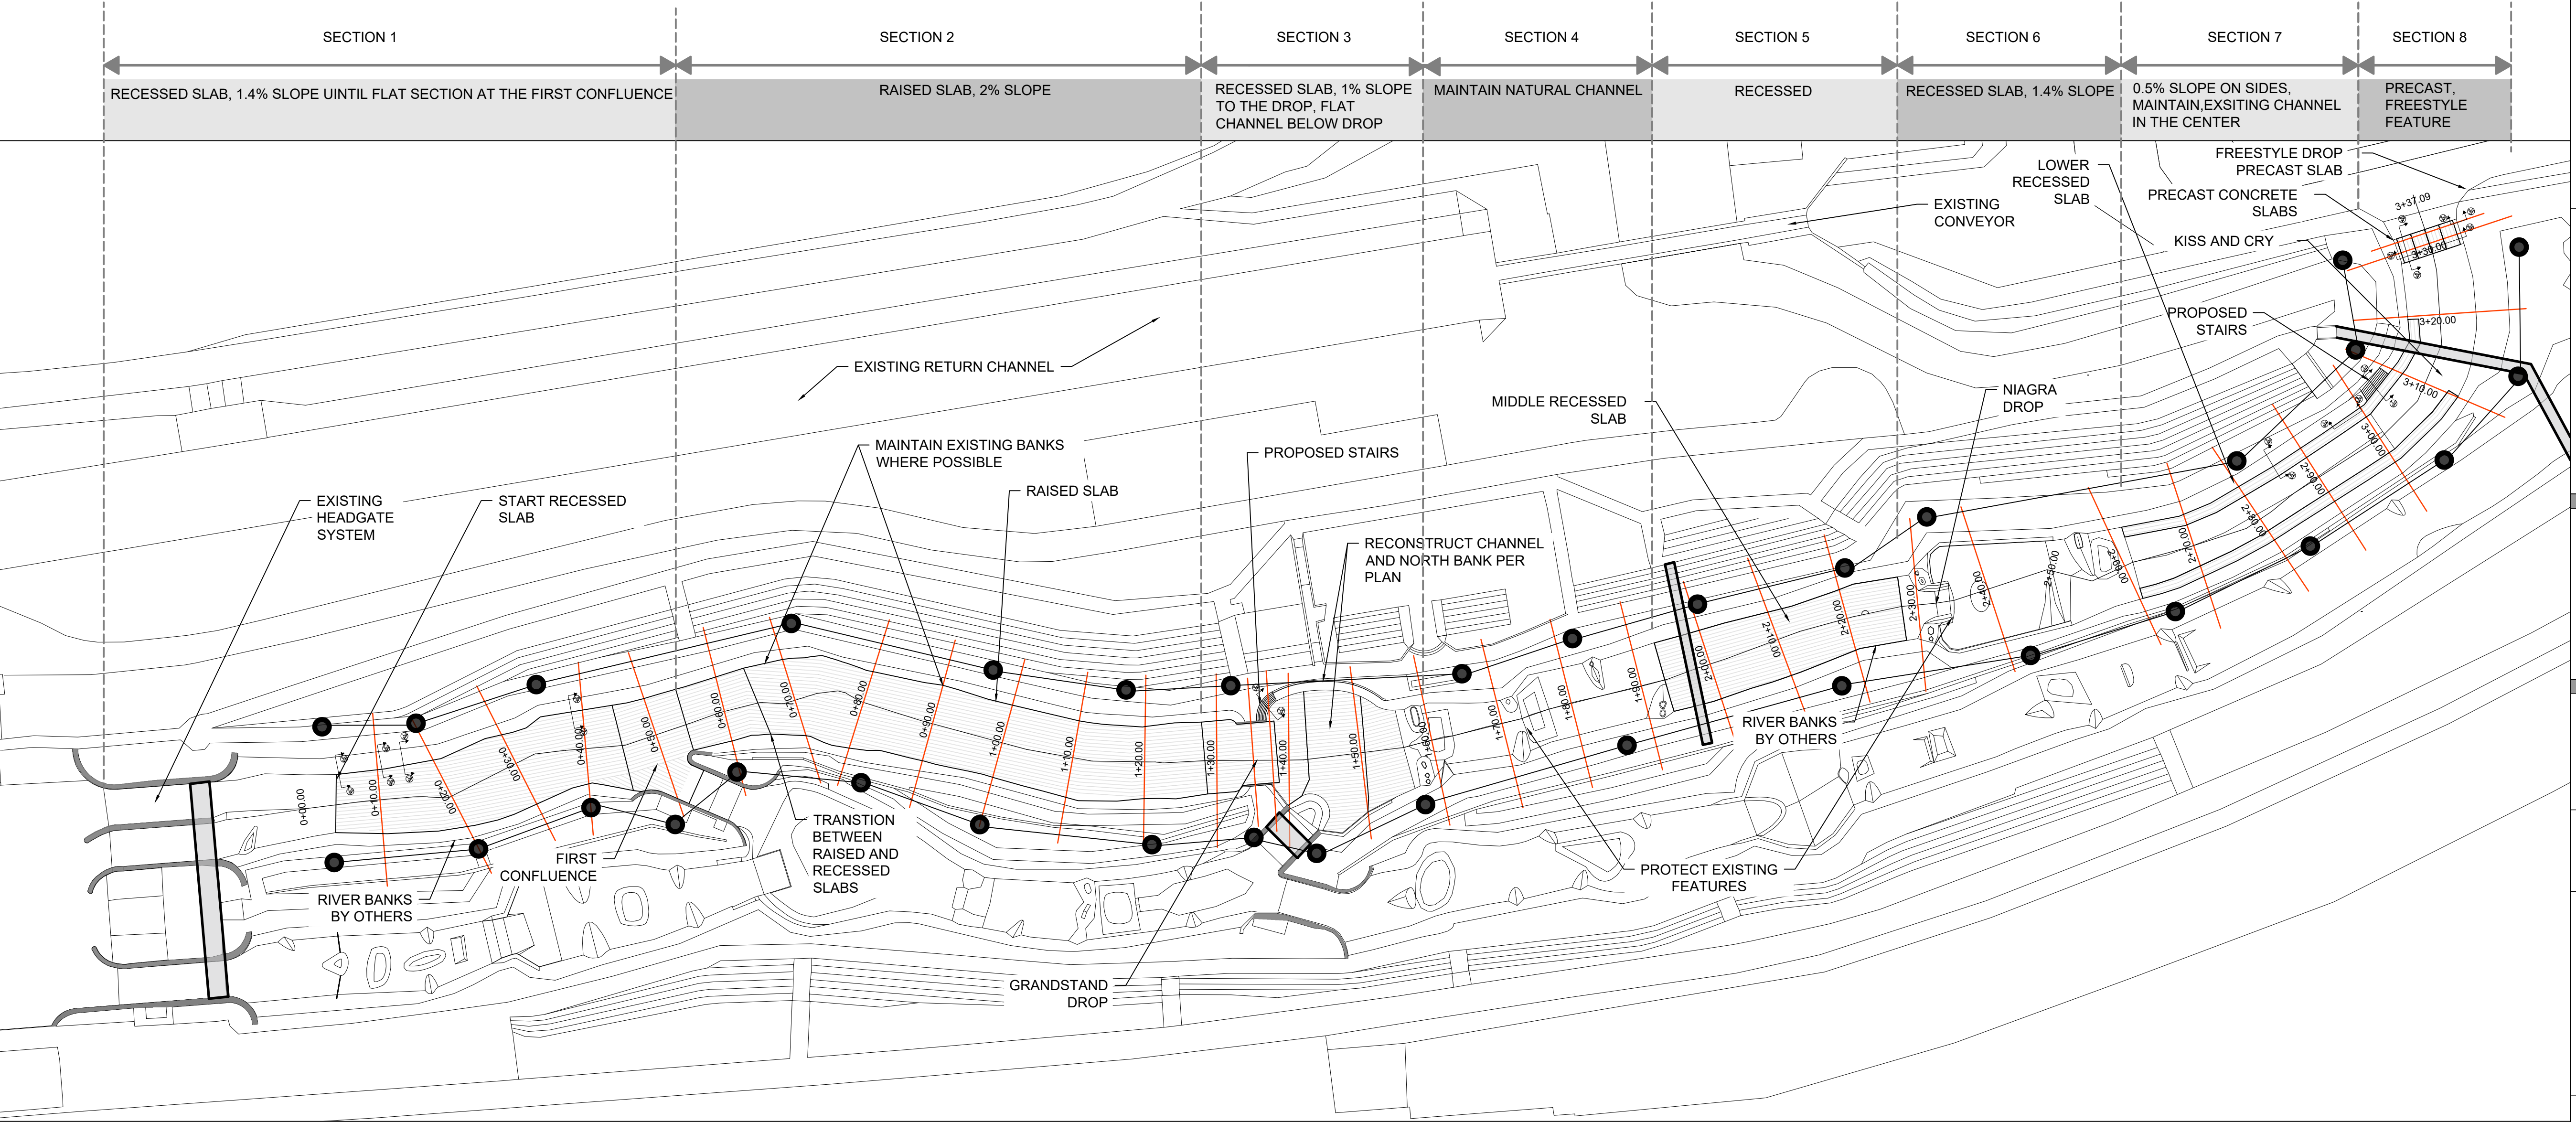 SECTION 1
SECTION 2
SECTION 3
SECTION 4
SECTION 5
SECTION 6
SECTION 7
SECTION 8
RECESSED SLAB, 1.4% SLOPE UINTIL FLAT SECTION AT THE FIRST CONFLUENCE
RAISED SLAB, 2% SLOPE
RECESSED SLAB, 1% SLOPE
TO THE DROP, FLAT
CHANNEL BELOW DROP
MAINTAIN NATURAL CHANNEL
RECESSED
RECESSED SLAB, 1.4% SLOPE
0.5% SLOPE ON SIDES,
MAINTAIN,EXSITING CHANNEL
IN THE CENTER
PRECAST,
FREESTYLE
FEATURE
FREESTYLE DROP
PRECAST SLAB
LOWER
RECESSED
SLAB
PRECAST CONCRETE
SLABS
EXISTING
CONVEYOR
KISS AND CRY
PROPOSED
STAIRS
EXISTING RETURN CHANNEL
NIAGRA
DROP
MIDDLE RECESSED
SLAB
MAINTAIN EXISTING BANKS
WHERE POSSIBLE
PROPOSED STAIRS
RAISED SLAB
EXISTING
HEADGATE
SYSTEM
START RECESSED
SLAB
RECONSTRUCT CHANNEL
AND NORTH BANK PER
PLAN
RIVER BANKS
BY OTHERS
TRANSTION
BETWEEN
RAISED AND
RECESSED
SLABS
FIRST
CONFLUENCE
PROTECT EXISTING
FEATURES
RIVER BANKS
BY OTHERS
GRANDSTAND
DROP
0+00.00
0+10.00
0+20.00
0+30.00
0+40.00
0+50.00
0+60.00
0+70.00
0+80.00
0+90.00
1+00.00
1+10.00
1+20.00
1+30.00
1+40.00
1+50.00
1+60.00
1+70.00
1+80.00
1+90.00
2+00.00
2+10.00
2+20.00
2+30.00
2+40.00
2+50.00
2+60.00
2+70.00
2+80.00
2+90.00
3+00.00
3+10.00
3+20.00
3+30.00
3+37.09